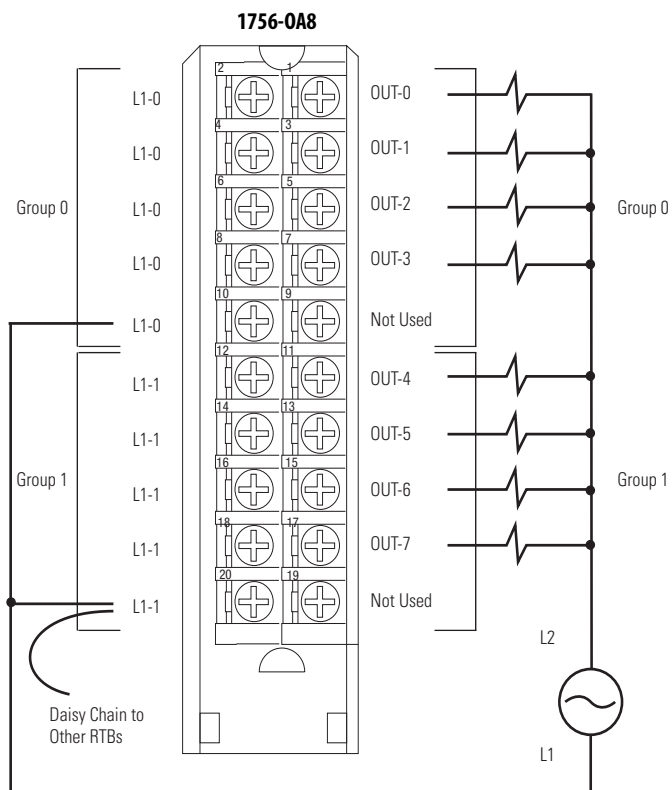 1756-OA8
2 1
L1-0 OUT-0
4 3
L1-0 OUT-1
6 5
Group 0 L1-0 OUT-2 Group 0
8 7
L1-0 OUT-3
10 9
L1-0 Not Used
12 11
L1-1 OUT-4
14 13
L1-1 OUT-5
16 15
Group 1 L1-1 OUT-6 Group 1
18 17
L1-1 OUT-7
20 19
L1-1 Not Used
L2
Daisy Chain to
Other RTBs
L1